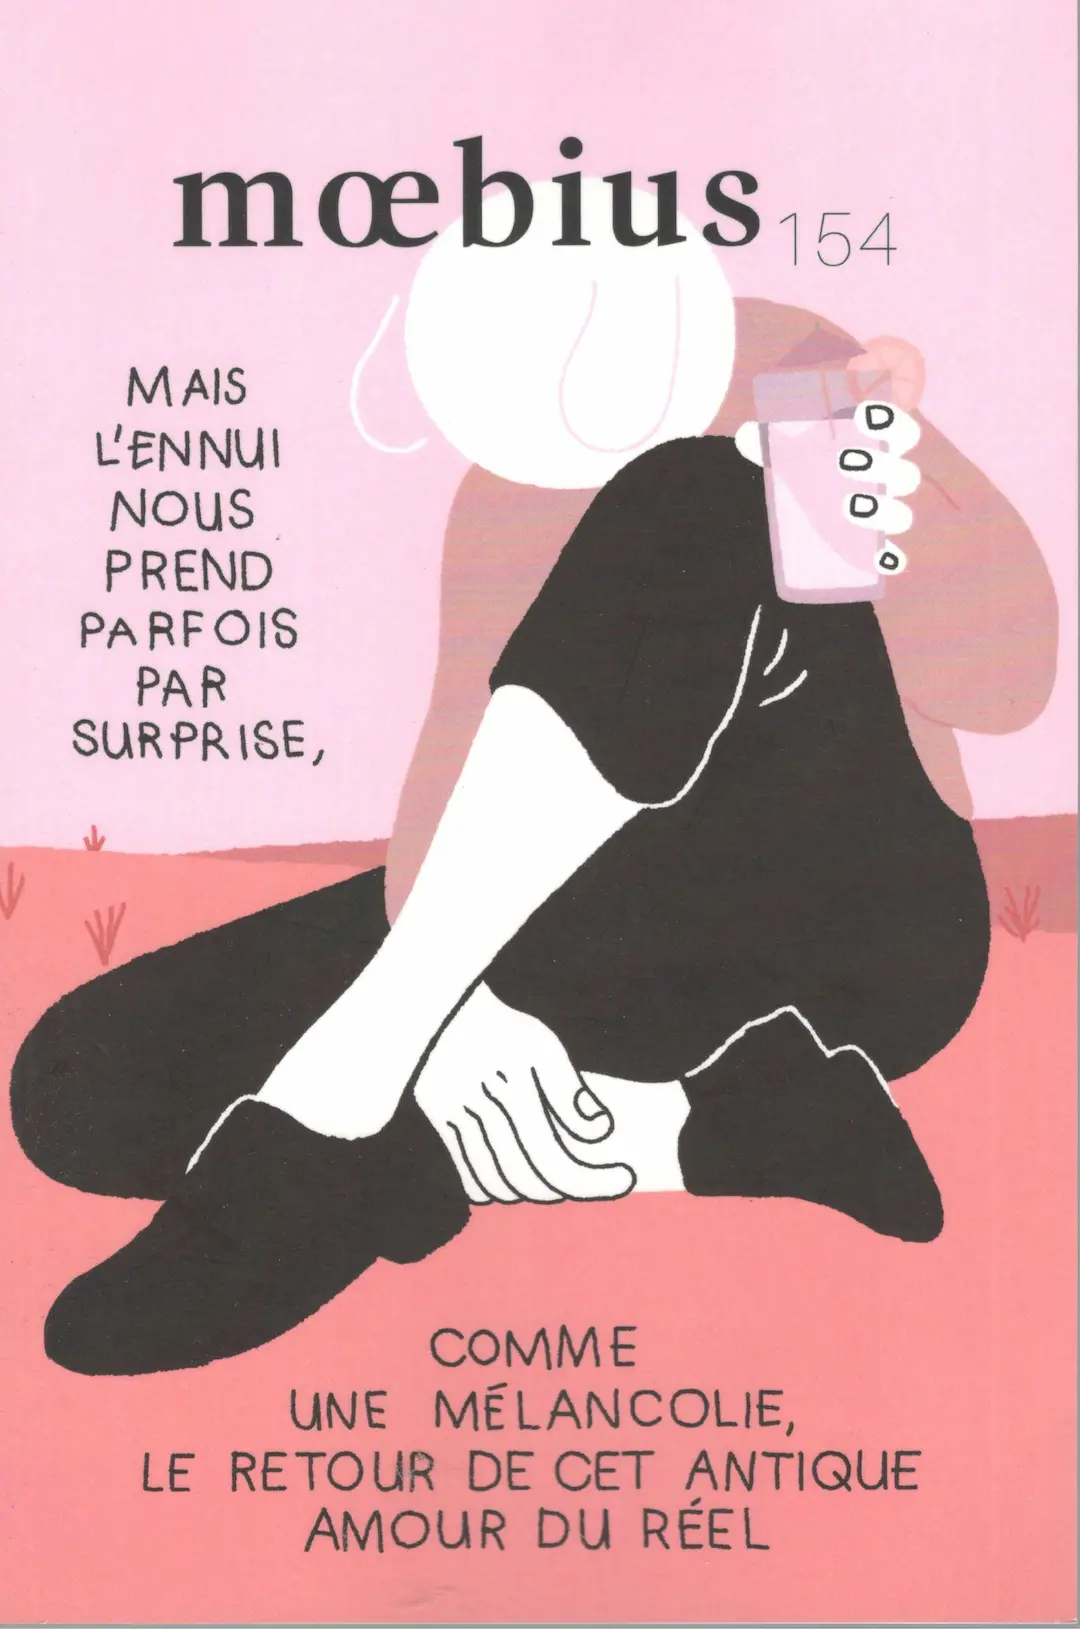 mœbius 154
MAIS
L'ENNUI
NOUS
PREND
PARFOIS
PAR
SURPRISE,
COMME
UNE MÉLANCOLIE,
LE RETOUR DE CET ANTIQUE
AMOUR DU RÉEL